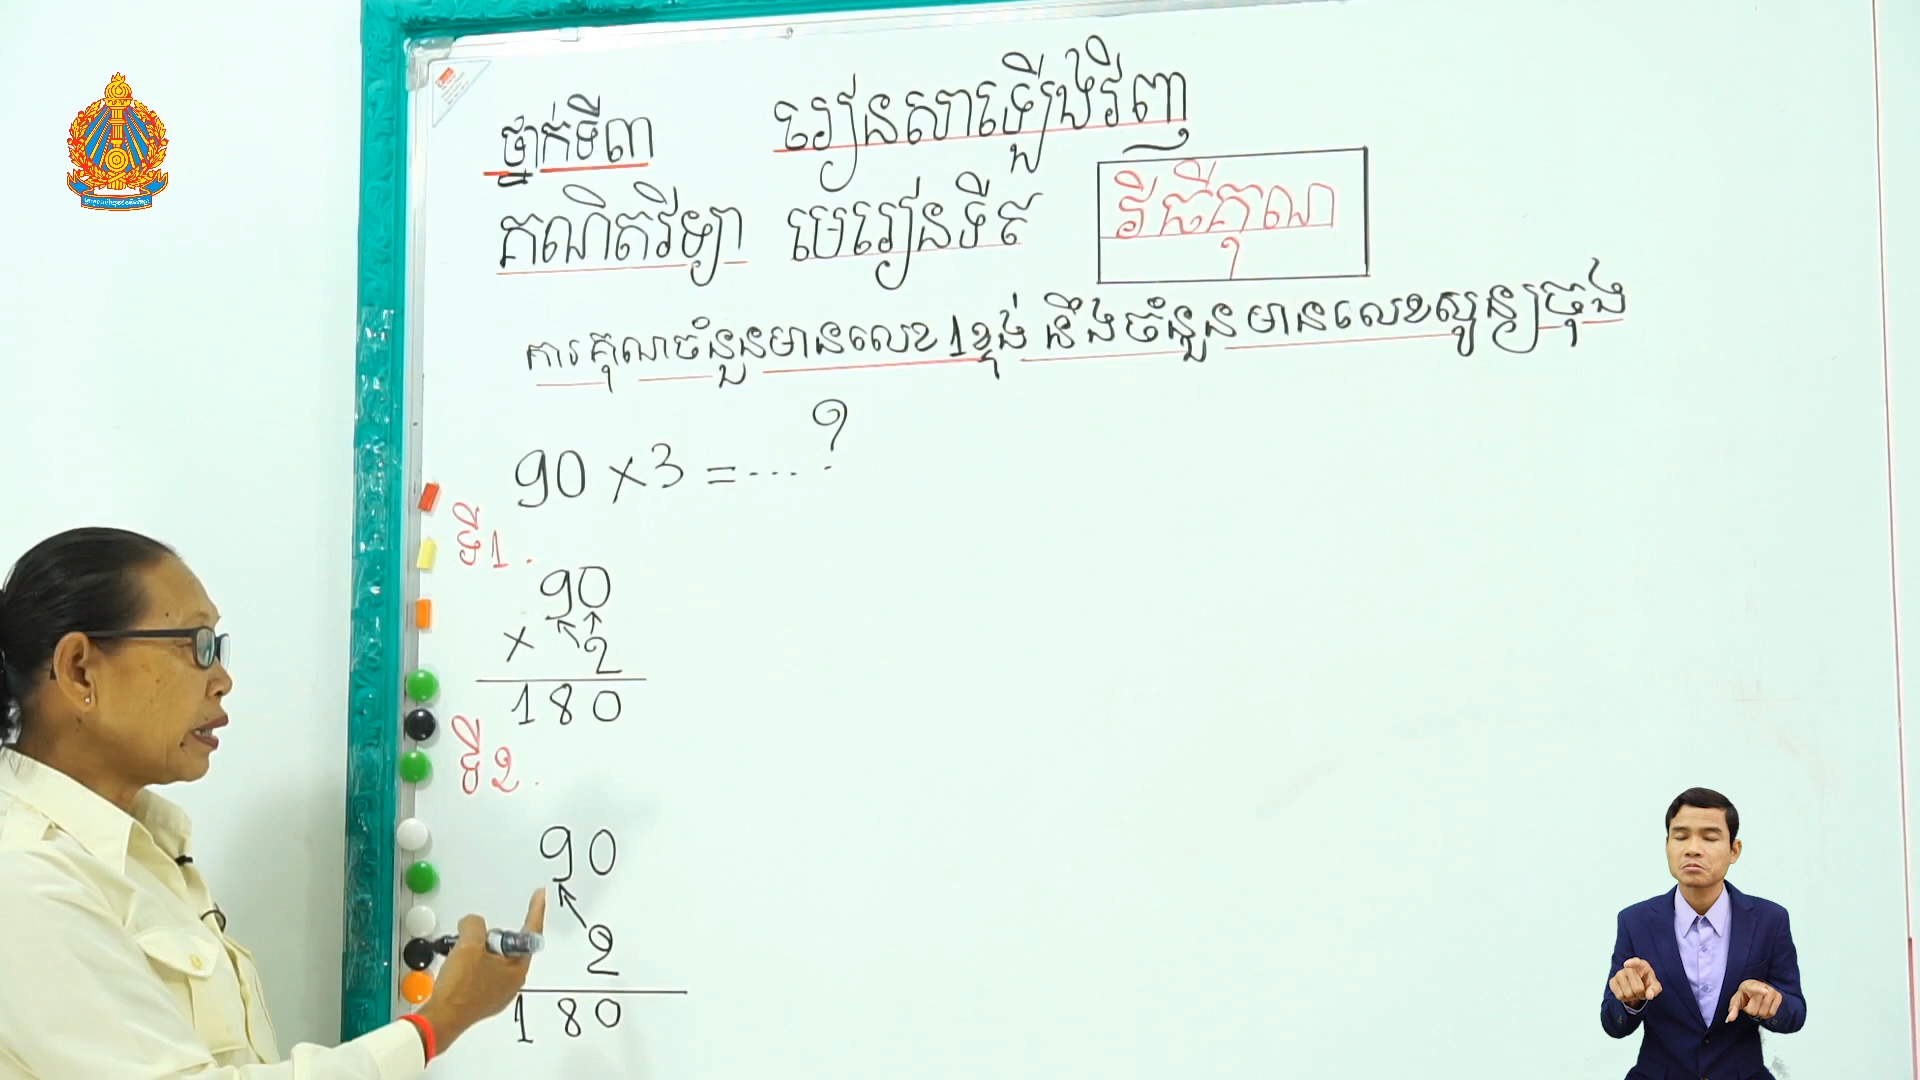 ថ្នាក់ទី៣ រៀនសាឡើងវិញ
គណិតវិទ្យា មេរៀនទី៩ វិធីគុណ
ការគុណចំនួនមានលេខ 1 ខ្ទង់ នឹងចំនួនមានលេខសូន្យចុង
90 × 3 = ... ?
ទី1.
90
× 2
180
ទី2.
90
2
180